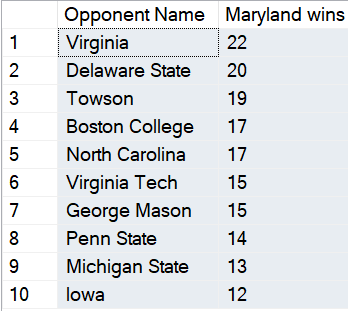 Opponent Name Maryland wins
1 Virginia 22
2 Delaware State 20
3 Towson 19
4 Boston College 17
5 North Carolina 17
6 Virginia Tech 15
7 George Mason 15
8 Penn State 14
9 Michigan State 13
10 Iowa 12